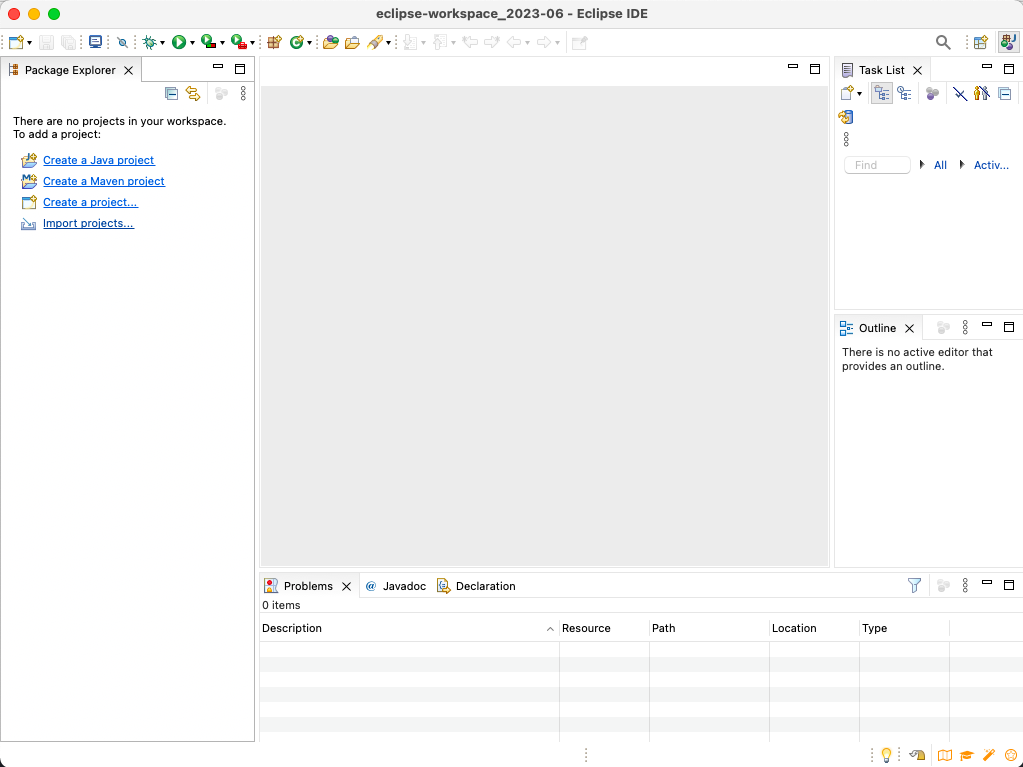 eclipse-workspace_2023-06 - Eclipse IDE
Package Explorer
There are no projects in your workspace.
To add a project:
Create a Java project
Create a Maven project
Create a project...
Import projects...
Task List
Find
All
Activ...
Outline
There is no active editor that
provides an outline.
Problems
@ Javadoc
Declaration
0 items
Description
Resource
Path
Location
Type